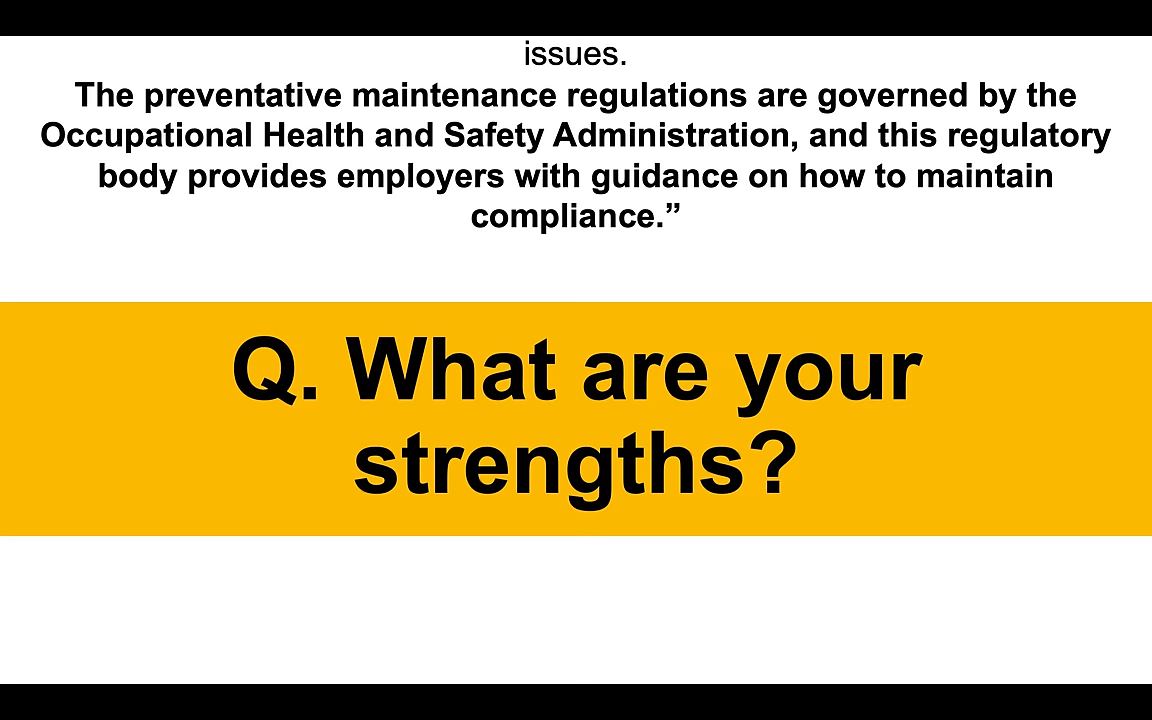 issues.
The preventative maintenance regulations are governed by the
Occupational Health and Safety Administration, and this regulatory
body provides employers with guidance on how to maintain
compliance.”
Q. What are your
strengths?